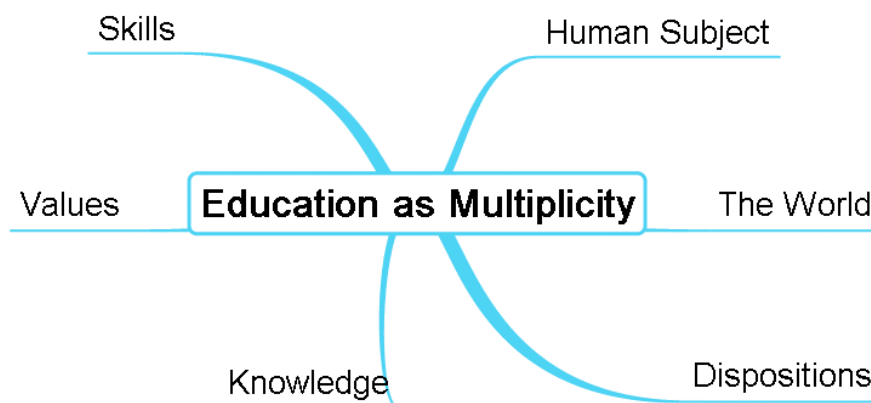 Skills
Human Subject
Values
Education as Multiplicity
The World
Knowledge
Dispositions